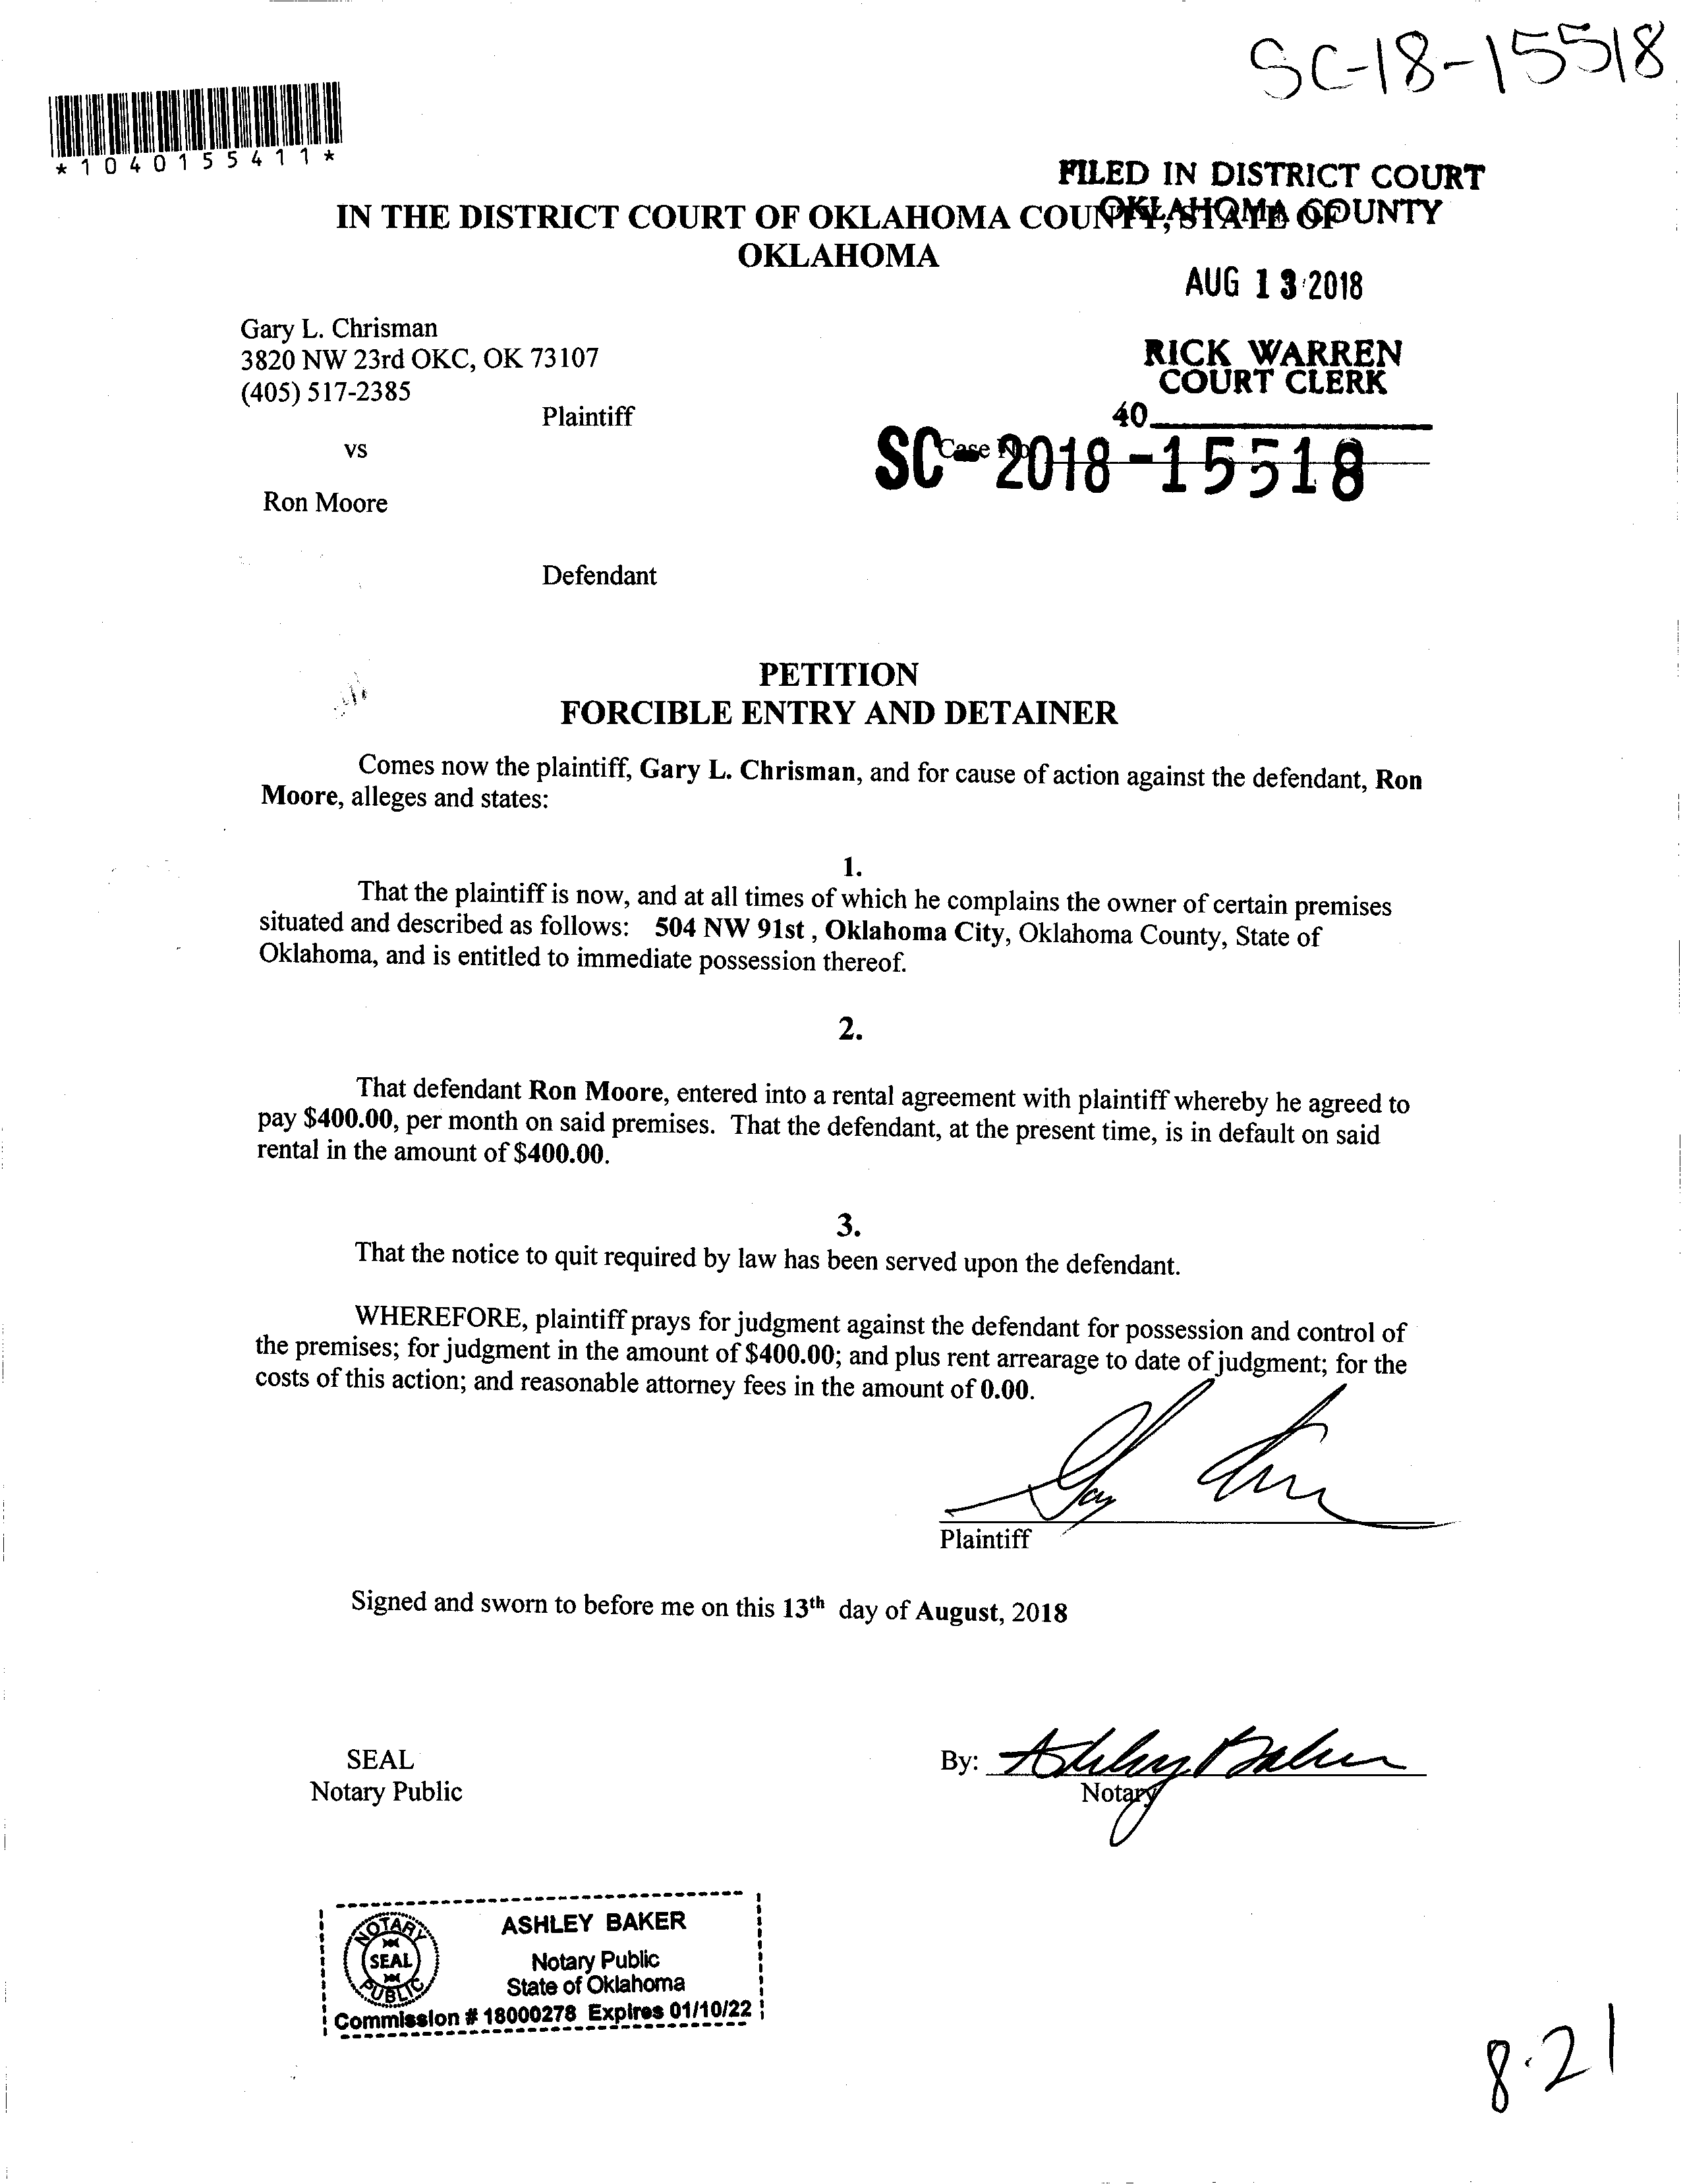 SC-18-15518
*1040155411*
FILED IN DISTRICT COURT
OKLAHOMA COUNTY
IN THE DISTRICT COURT OF OKLAHOMA COUNTY, STATE OF
OKLAHOMA
AUG 13 2018
Gary L. Chrisman
3820 NW 23rd OKC, OK 73107
(405) 517-2385
RICK WARREN
COURT CLERK
40
Plaintiff
Case No
SC-2018-15518
vs
Ron Moore
Defendant
PETITION
FORCIBLE ENTRY AND DETAINER
Comes now the plaintiff, Gary L. Chrisman, and for cause of action against the defendant, Ron
Moore, alleges and states:
1.
That the plaintiff is now, and at all times of which he complains the owner of certain premises
situated and described as follows: 504 NW 91st , Oklahoma City, Oklahoma County, State of
Oklahoma, and is entitled to immediate possession thereof.
2.
That defendant Ron Moore, entered into a rental agreement with plaintiff whereby he agreed to
pay $400.00, per month on said premises. That the defendant, at the present time, is in default on said
rental in the amount of $400.00.
3.
That the notice to quit required by law has been served upon the defendant.
WHEREFORE, plaintiff prays for judgment against the defendant for possession and control of
the premises; for judgment in the amount of $400.00; and plus rent arrearage to date of judgment; for the
costs of this action; and reasonable attorney fees in the amount of 0.00.
Plaintiff
Signed and sworn to before me on this 13th day of August, 2018
SEAL
Notary Public
By: Ashley Baker
Notary
NOTARY
SEAL
PUBLIC
ASHLEY BAKER
Notary Public
State of Oklahoma
Commission # 18000278 Expires 01/10/22
8.21